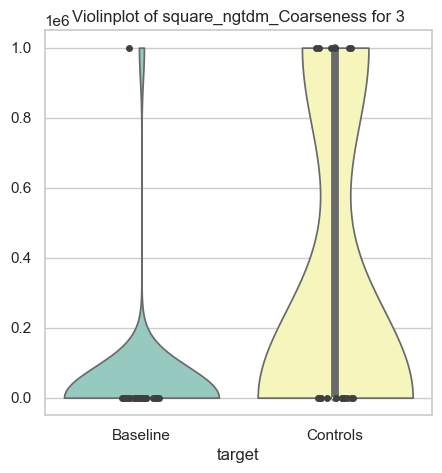 Violinplot of square_ngtdm_Coarseness for 3
1e6
1.0
0.8
0.6
0.4
0.2
0.0
Baseline Controls
target